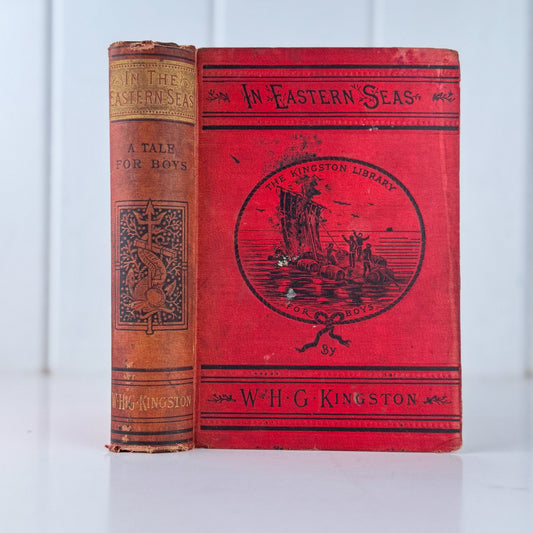 IN THE
EASTERN SEAS
A TALE
FOR BOYS
W·H·G·KINGSTON
IN EASTERN SEAS
THE KINGSTON LIBRARY
FOR BOYS
By
W·H·G·KINGSTON